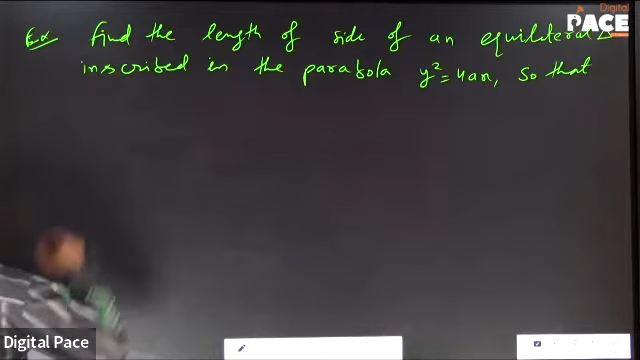 Digital
PACE
Ex Find the length of side of an equilateral Δ
inscribed in the parabola y² = 4ax, so that
Digital Pace